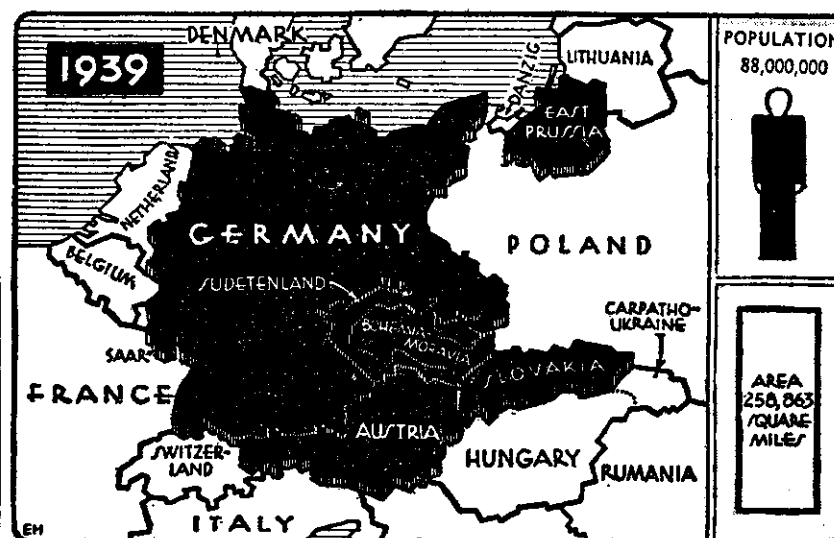 1939
DENMARK
LITHUANIA
DANZIG
EAST
PRUSSIA
NETHERLAND
BELGIUM
GERMANY
POLAND
SUDETENLAND
BOHEMIA-
MORAVIA
CARPATHO-
UKRAINE
SAAR
SLOVAKIA
FRANCE
AUSTRIA
SWITZER-
LAND
HUNGARY
RUMANIA
ITALY
EH
POPULATION
88,000,000
AREA
258,863
SQUARE
MILES